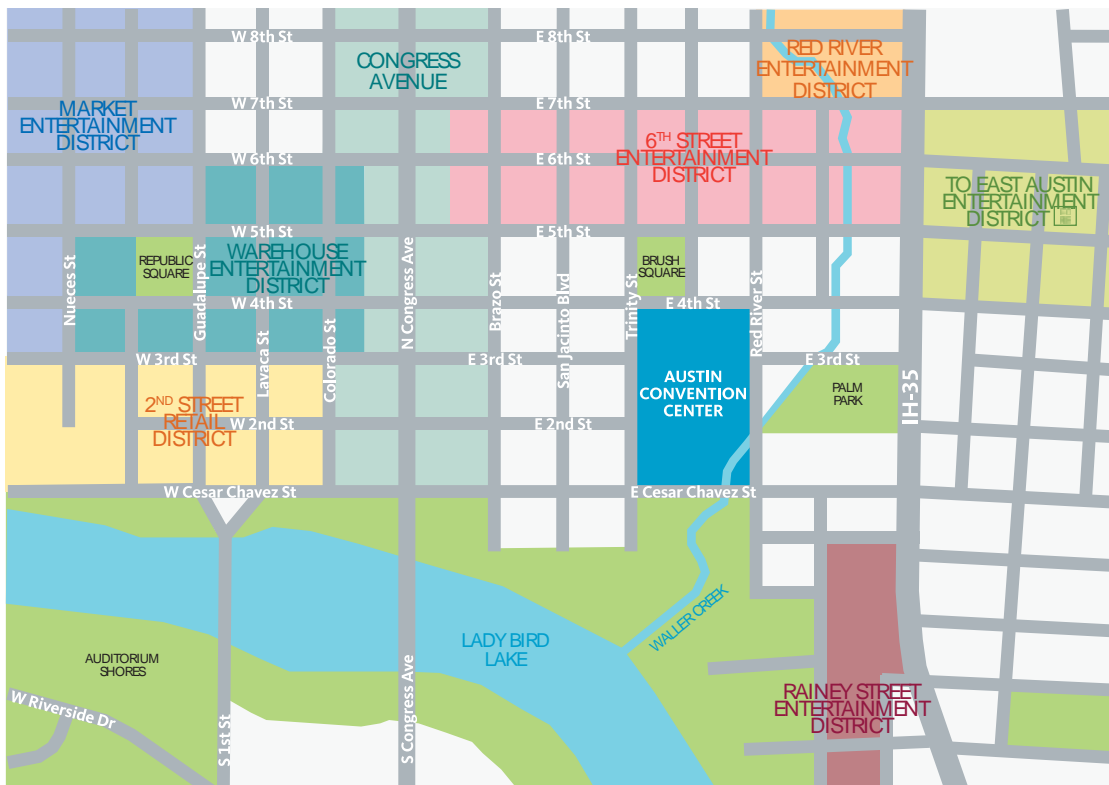 W 8th St
E 8th St
CONGRESS
AVENUE
RED RIVER
ENTERTAINMENT
DISTRICT
W 7th St
E 7th St
MARKET
ENTERTAINMENT
DISTRICT
6TH STREET
ENTERTAINMENT
DISTRICT
W 6th St
E 6th St
TO EAST AUSTIN
ENTERTAINMENT
DISTRICT
W 5th St
E 5th St
REPUBLIC
SQUARE
WAREHOUSE
ENTERTAINMENT
DISTRICT
BRUSH
SQUARE
Nueces St
Guadalupe St
Lavaca St
Colorado St
N Congress Ave
Brazo St
San Jacinto Blvd
Trinity St
Red River St
W 4th St
E 4th St
W 3rd St
E 3rd St
E 3rd St
IH-35
AUSTIN
CONVENTION
CENTER
PALM
PARK
2ND STREET
RETAIL
DISTRICT
W 2nd St
E 2nd St
W Cesar Chavez St
E Cesar Chavez St
WALLER CREEK
LADY BIRD
LAKE
AUDITORIUM
SHORES
W Riverside Dr
S 1st St
S Congress Ave
RAINEY STREET
ENTERTAINMENT
DISTRICT